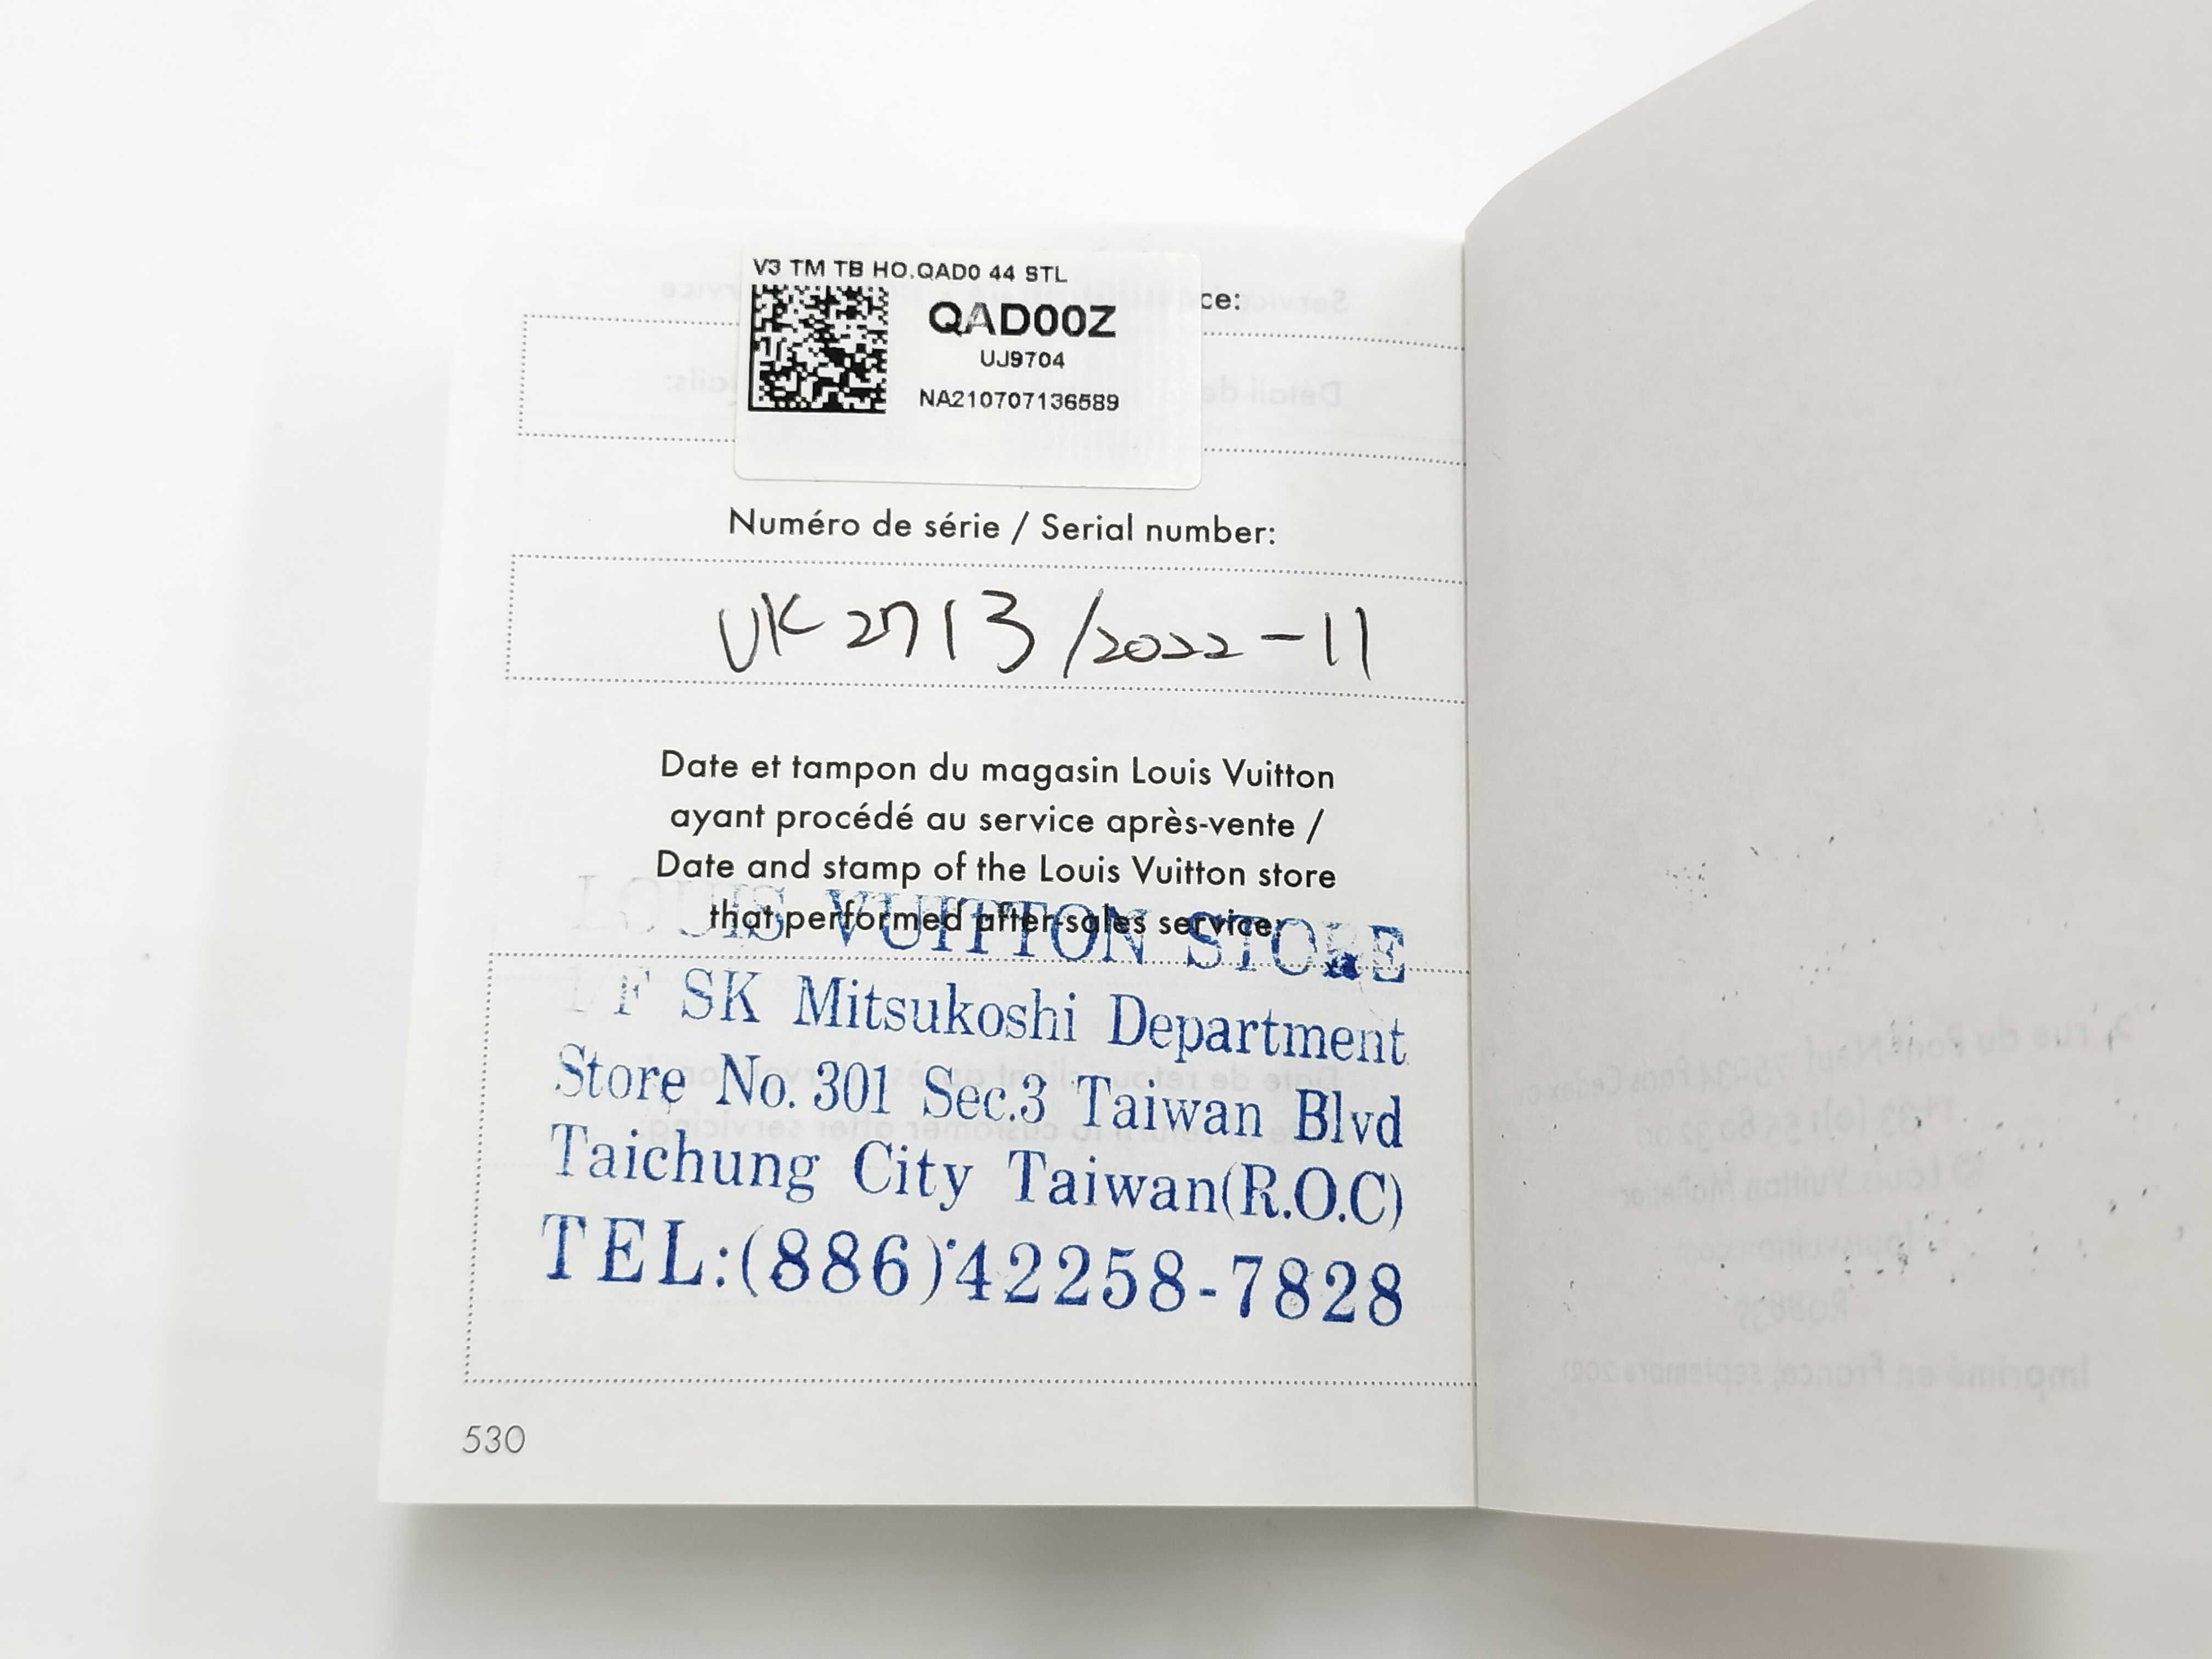 V3 TM TB HO.QAD0 44 STL
QAD00Z
UJ9704
NA210707136589
ce:
Numéro de série / Serial number:
UK 2713 /2022-11
Date et tampon du magasin Louis Vuitton
ayant procédé au service après-vente /
Date and stamp of the Louis Vuitton store
that performed after-sales service:
LOUIS VUITTON STORE
F SK Mitsukoshi Department
Store No. 301 Sec.3 Taiwan Blvd
Taichung City Taiwan(R.O.C)
TEL:(886)42258-7828
530